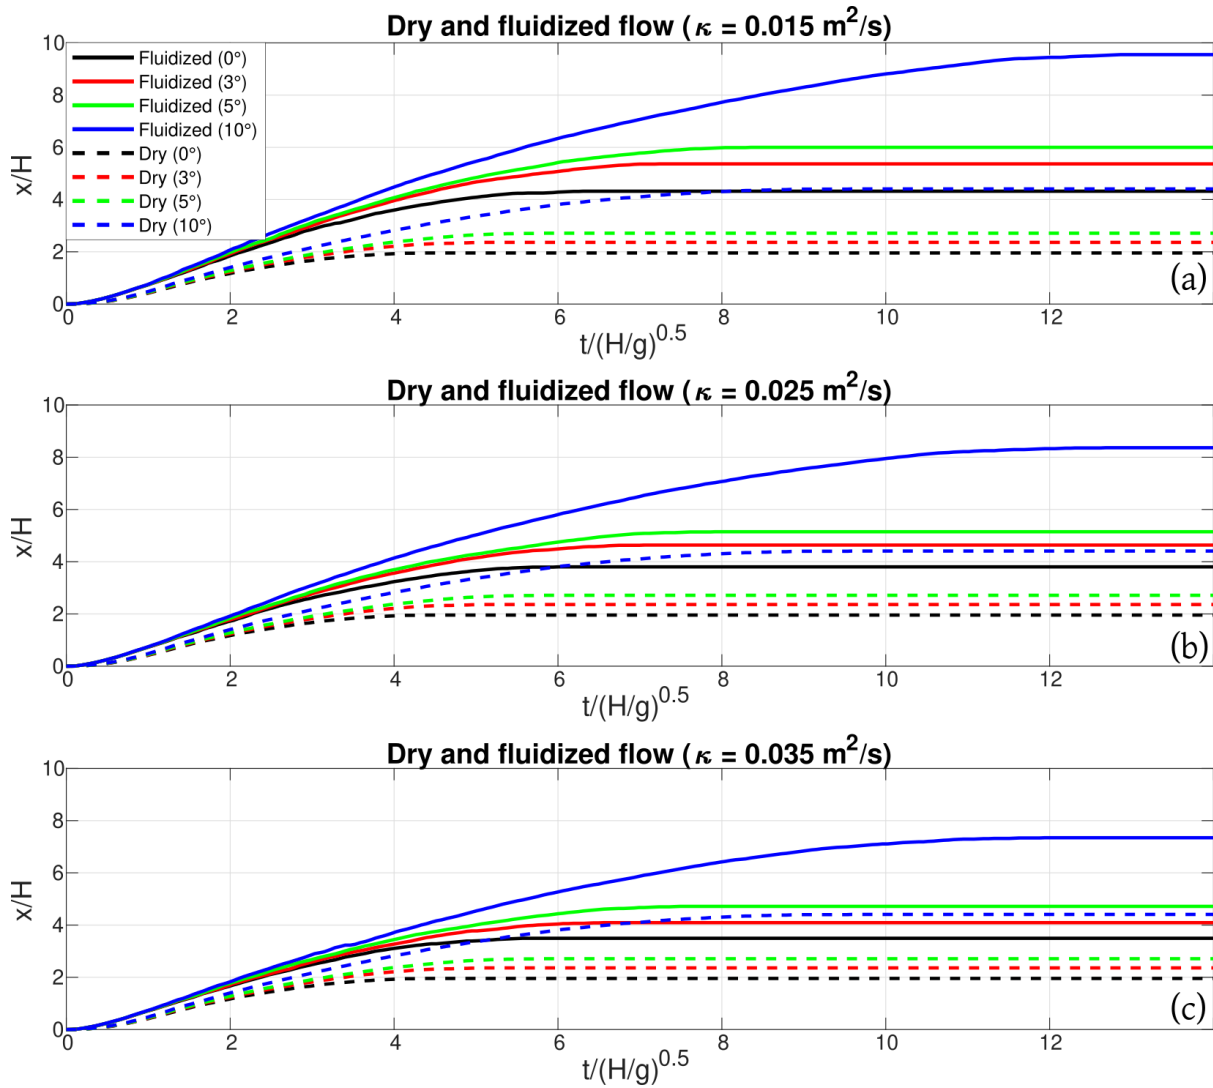 Dry and fluidized flow (κ = 0.015 m²/s)
10
8
6
4
2
0
x/H
Fluidized (0°)
Fluidized (3°)
Fluidized (5°)
Fluidized (10°)
Dry (0°)
Dry (3°)
Dry (5°)
Dry (10°)
(a)
0 2 4 6 8 10 12
t/(H/g)^0.5
Dry and fluidized flow (κ = 0.025 m²/s)
10
8
6
4
2
0
x/H
(b)
0 2 4 6 8 10 12
t/(H/g)^0.5
Dry and fluidized flow (κ = 0.035 m²/s)
10
8
6
4
2
0
x/H
(c)
0 2 4 6 8 10 12
t/(H/g)^0.5